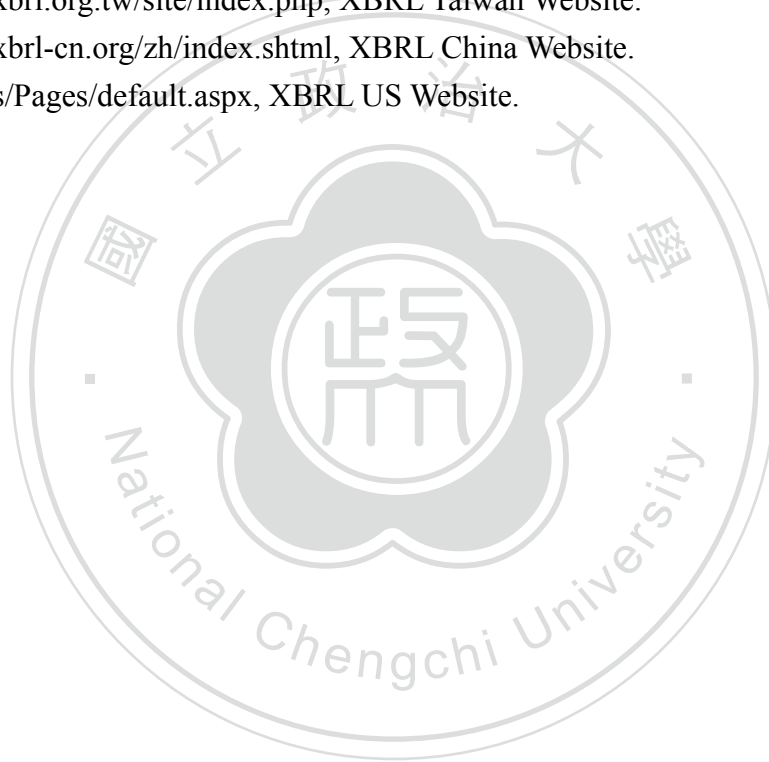 xbrl.org.tw/site/index.php, XBRL Taiwan Website.
xbrl-cn.org/zh/index.shtml, XBRL China Website.
s/Pages/default.aspx, XBRL US Website.
國立政治大學
政
National Chengchi University